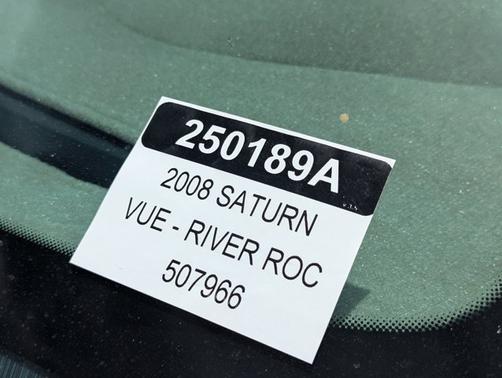 250189A
2008 SATURN
VUE - RIVER ROC
507966